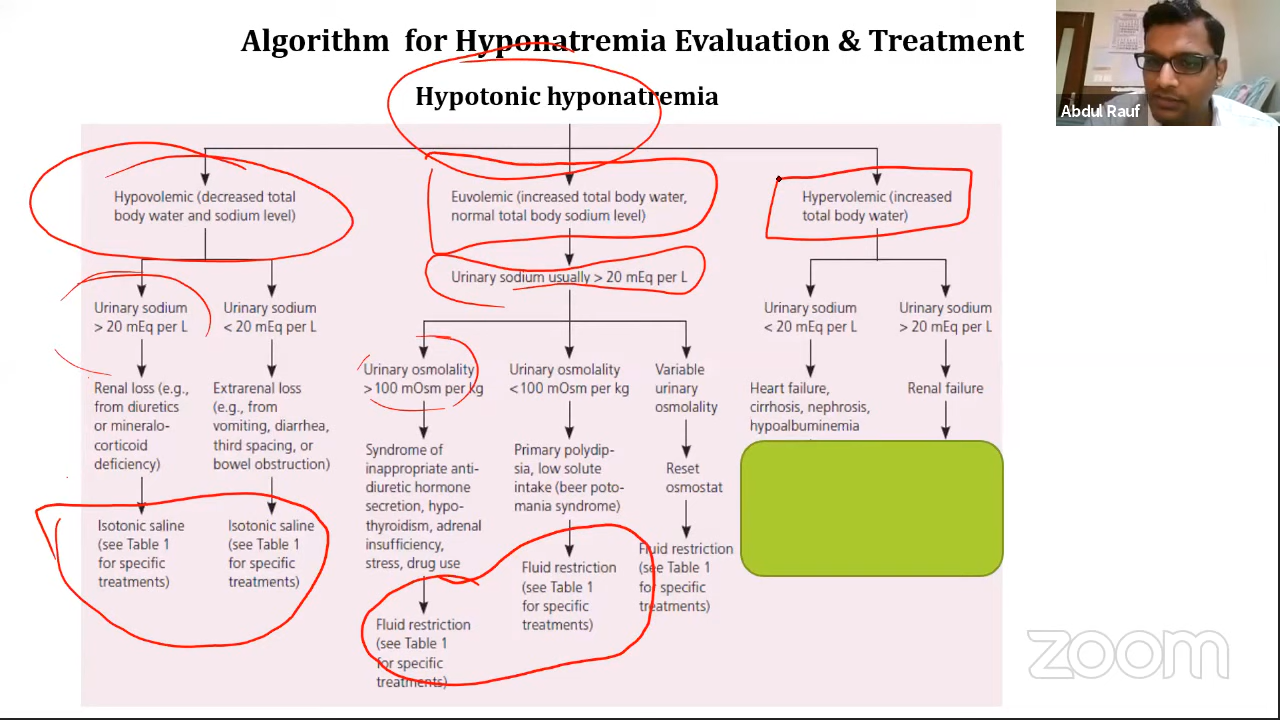 Algorithm for Hyponatremia Evaluation & Treatment
Abdul Rauf
Hypotonic hyponatremia
Hypovolemic (decreased total
body water and sodium level)
Euvolemic (increased total body water,
normal total body sodium level)
Hypervolemic (increased
total body water)
Urinary sodium usually > 20 mEq per L
Urinary sodium
> 20 mEq per L
Urinary sodium
< 20 mEq per L
Urinary sodium
< 20 mEq per L
Urinary sodium
> 20 mEq per L
Urinary osmolality
> 100 mOsm per kg
Urinary osmolality
< 100 mOsm per kg
Variable
urinary
osmolality
Renal loss (e.g.,
from diuretics
or mineralo-
corticoid
deficiency)
Extrarenal loss
(e.g., from
vomiting, diarrhea,
third spacing, or
bowel obstruction)
Heart failure,
cirrhosis, nephrosis,
hypoalbuminemia
Renal failure
Syndrome of
inappropriate anti-
diuretic hormone
secretion, hypo-
thyroidism, adrenal
insufficiency,
stress, drug use
Primary polydip-
sia, low solute
intake (beer poto-
mania syndrome)
Reset
osmostat
Isotonic saline
(see Table 1
for specific
treatments)
Isotonic saline
(see Table 1
for specific
treatments)
Fluid restriction
(see Table 1
for specific
treatments)
Fluid restriction
(see Table 1
for specific
treatments)
Fluid restriction
(see Table 1
for specific
treatments)
zoom